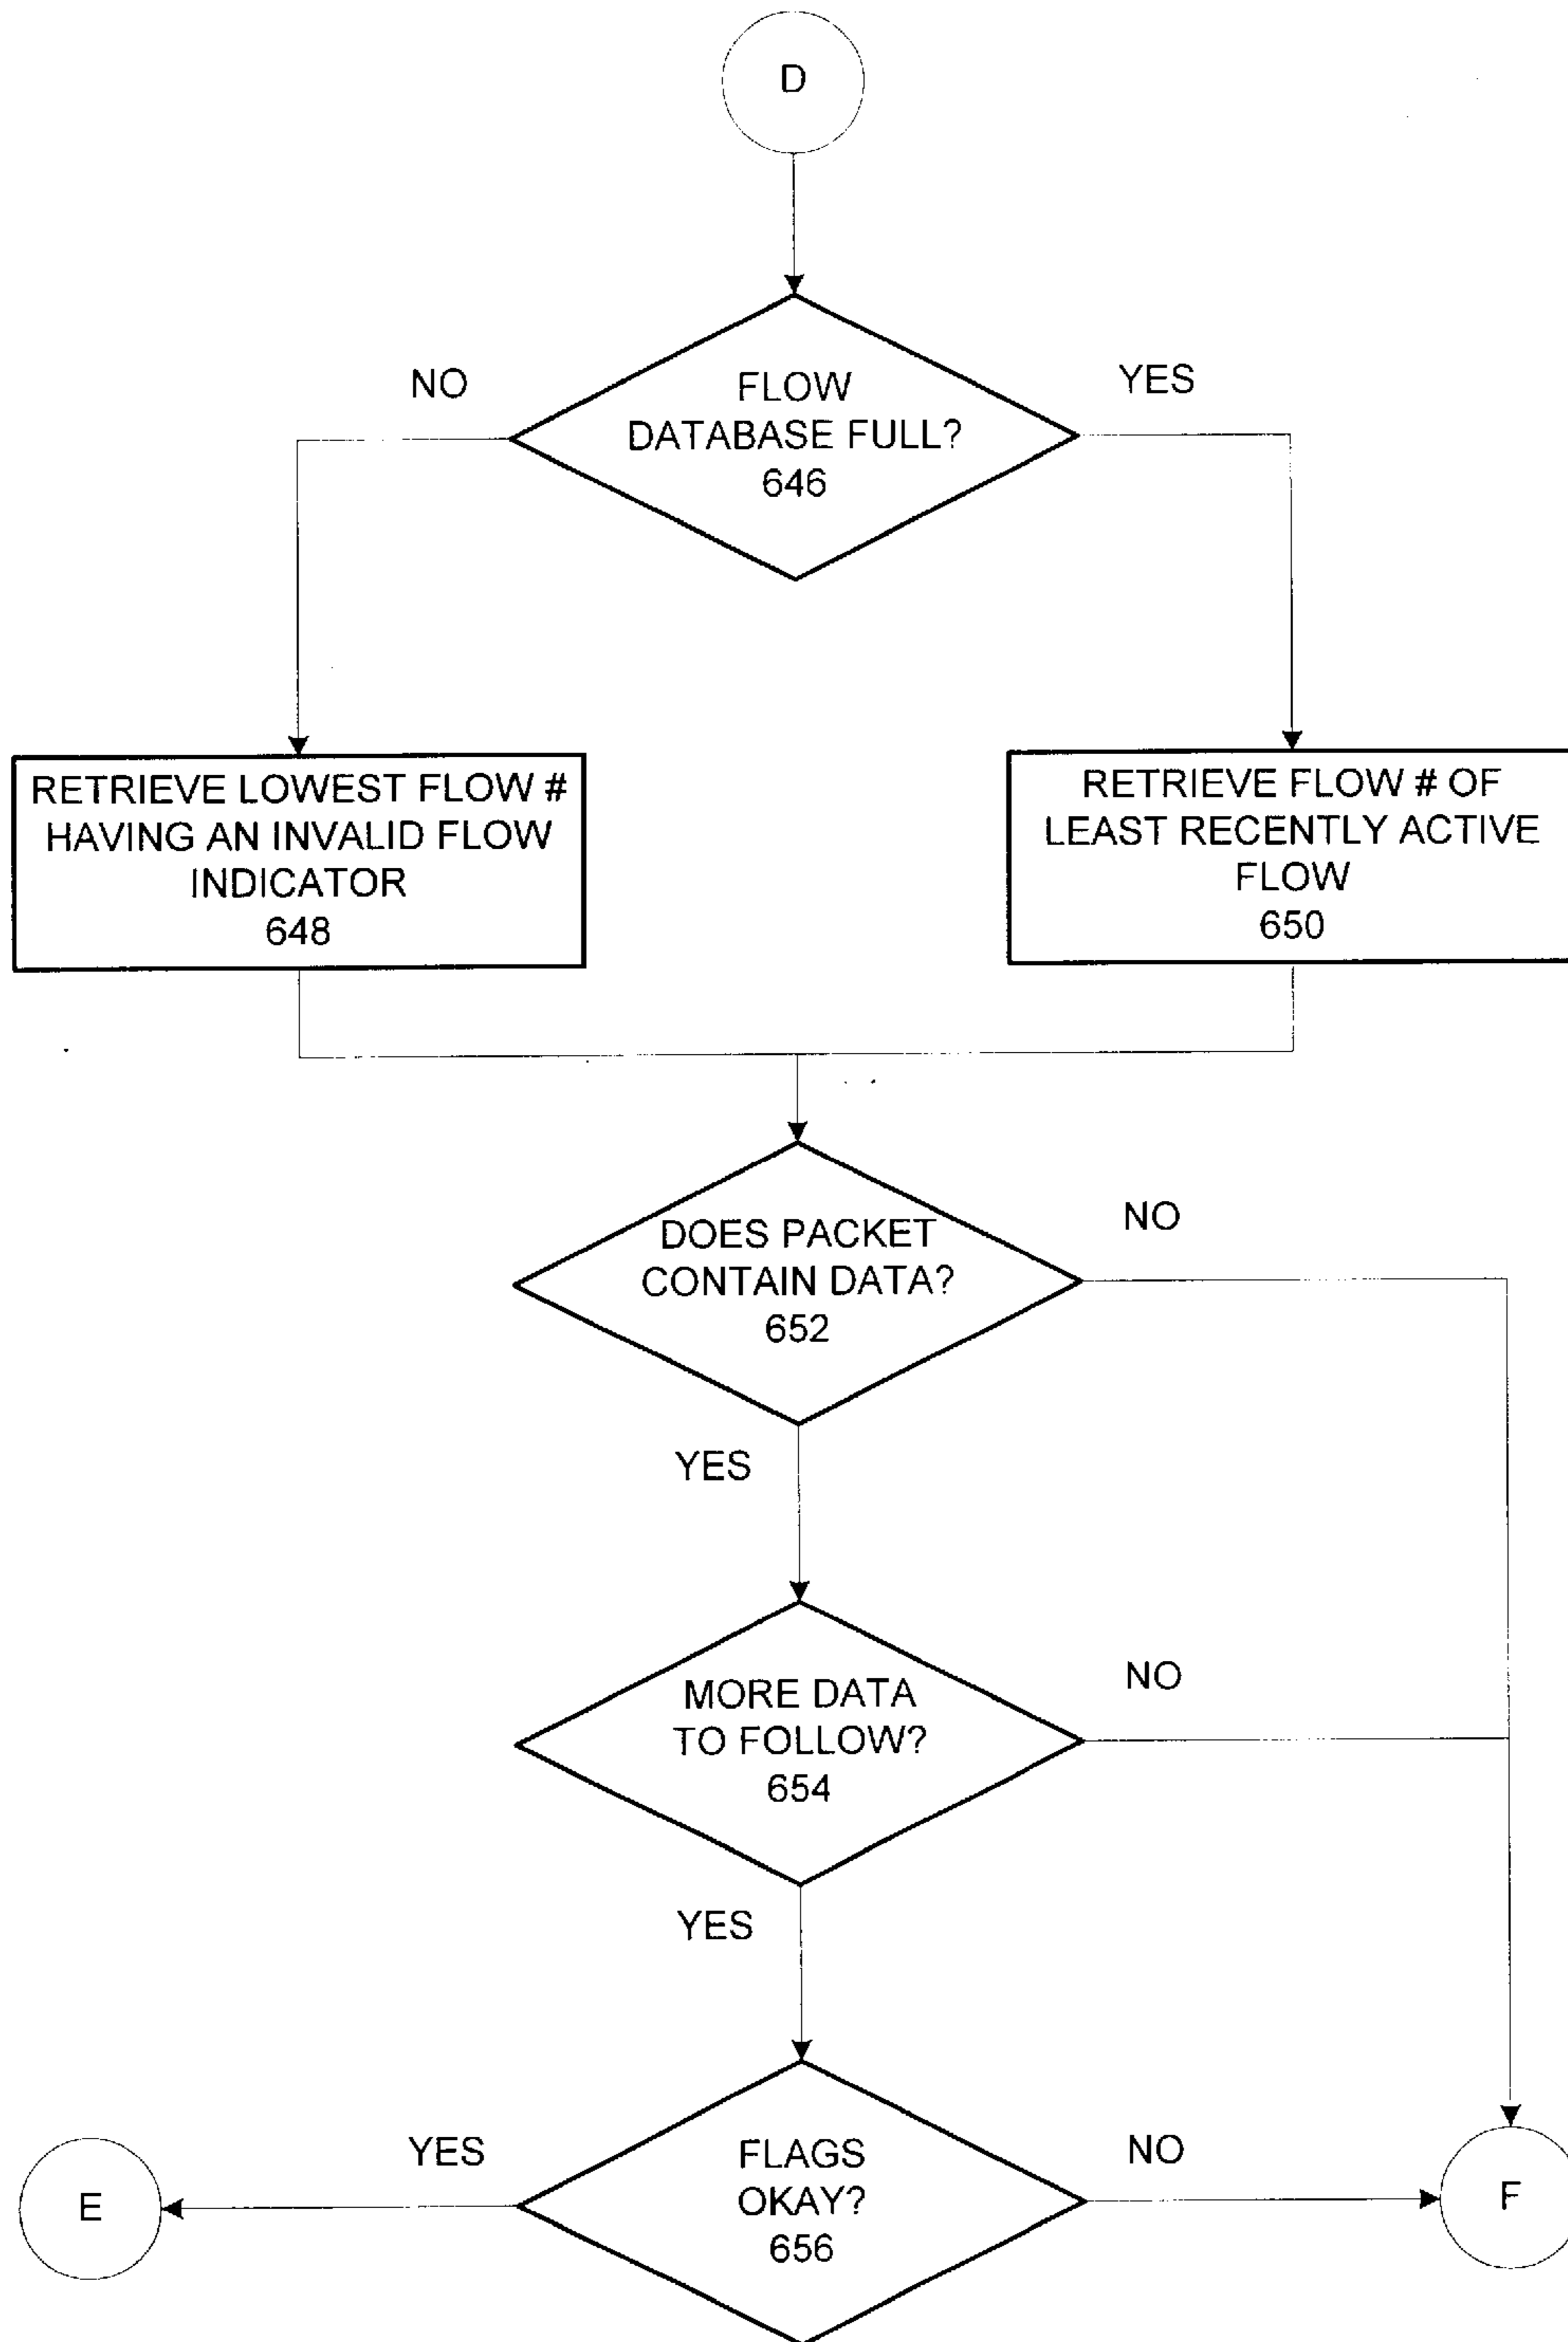 D
NO
YES
FLOW
DATABASE FULL?
646
RETRIEVE LOWEST FLOW #
HAVING AN INVALID FLOW
INDICATOR
648
RETRIEVE FLOW # OF
LEAST RECENTLY ACTIVE
FLOW
650
DOES PACKET
CONTAIN DATA?
652
NO
YES
MORE DATA
TO FOLLOW?
654
NO
YES
YES
FLAGS
OKAY?
656
NO
E
F